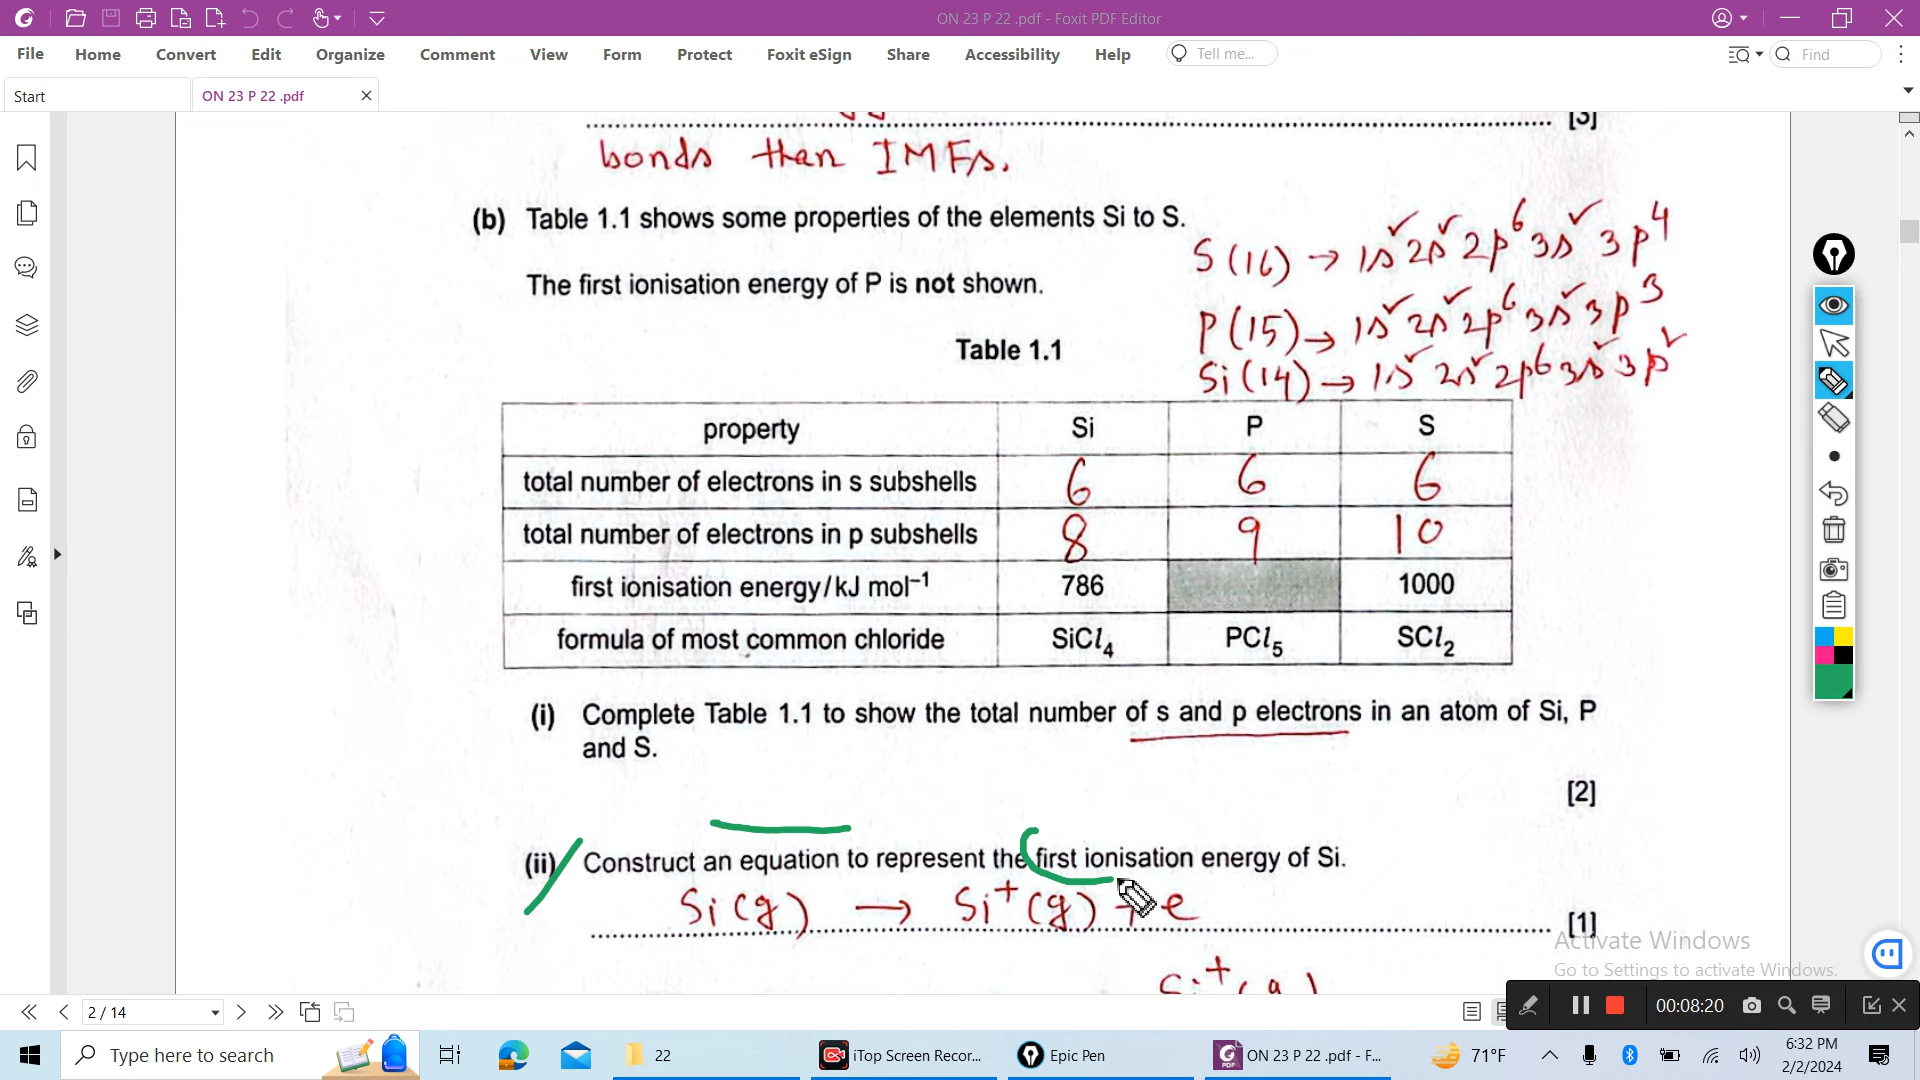 ON 23 P 22 .pdf - Foxit PDF Editor
File Home Convert Edit Organize Comment View Form Protect Foxit eSign Share Accessibility Help Tell me... Find
Start ON 23 P 22 .pdf
[3]
bonds than IMFs.
(b) Table 1.1 shows some properties of the elements Si to S.
S (16) → 1s² 2s² 2p⁶ 3s² 3p⁴
The first ionisation energy of P is not shown.
P (15) → 1s² 2s² 2p⁶ 3s² 3p³
Table 1.1
Si (14) → 1s² 2s² 2p⁶ 3s² 3p²
property Si P S
total number of electrons in s subshells 6 6 6
total number of electrons in p subshells 8 9 10
first ionisation energy/kJ mol⁻¹ 786 1000
formula of most common chloride SiCl₄ PCl₅ SCl₂
(i) Complete Table 1.1 to show the total number of s and p electrons in an atom of Si, P
and S.
[2]
(ii) Construct an equation to represent the first ionisation energy of Si.
Si (g) → Si⁺ (g) + e
[1]
Activate Windows
Go to Settings to activate Windows.
2 / 14
00:08:20
Type here to search
22
iTop Screen Recor...
Epic Pen
ON 23 P 22 .pdf - F...
71°F
6:32 PM
2/2/2024